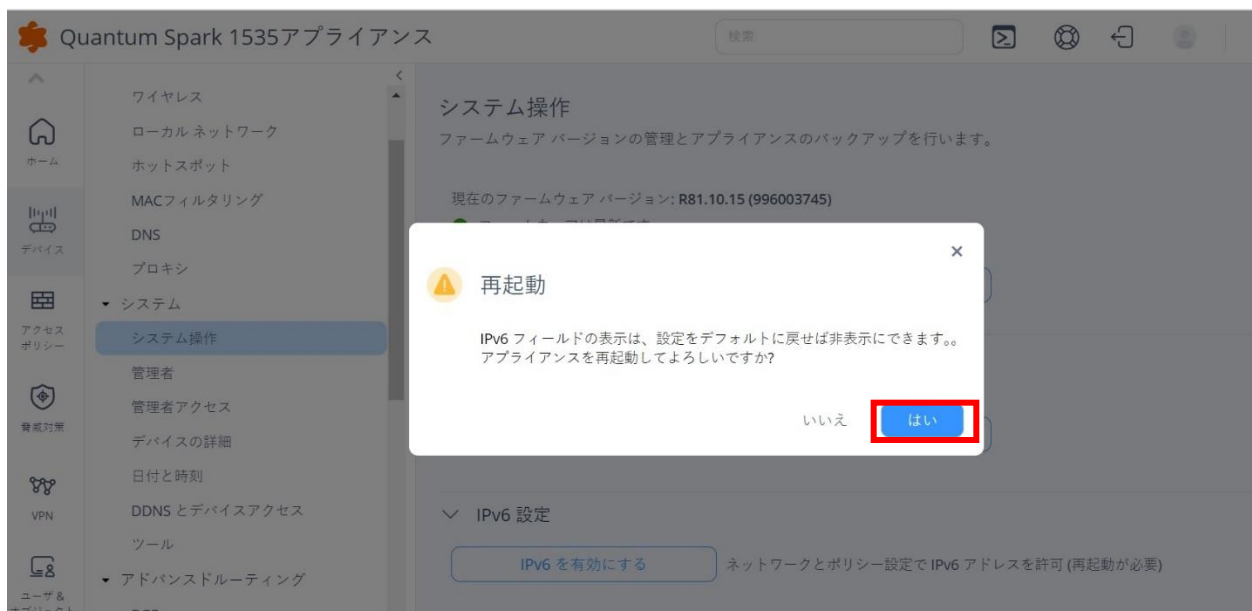 Quantum Spark 1535アプライアンス
検索
ホーム
デバイス
アクセス
ポリシー
脅威対策
VPN
ユーザ &
ワイヤレス
ローカル ネットワーク
ホットスポット
MACフィルタリング
DNS
プロキシ
システム
システム操作
管理者
管理者アクセス
デバイスの詳細
日付と時刻
DDNS とデバイスアクセス
ツール
アドバンスドルーティング
システム操作
ファームウェア バージョンの管理とアプライアンスのバックアップを行います。
現在のファームウェア バージョン: R81.10.15 (996003745)
再起動
IPv6 フィールドの表示は、設定をデフォルトに戻せば非表示にできます。。
アプライアンスを再起動してよろしいですか?
いいえ
はい
IPv6 設定
IPv6 を有効にする
ネットワークとポリシー設定で IPv6 アドレスを許可 (再起動が必要)